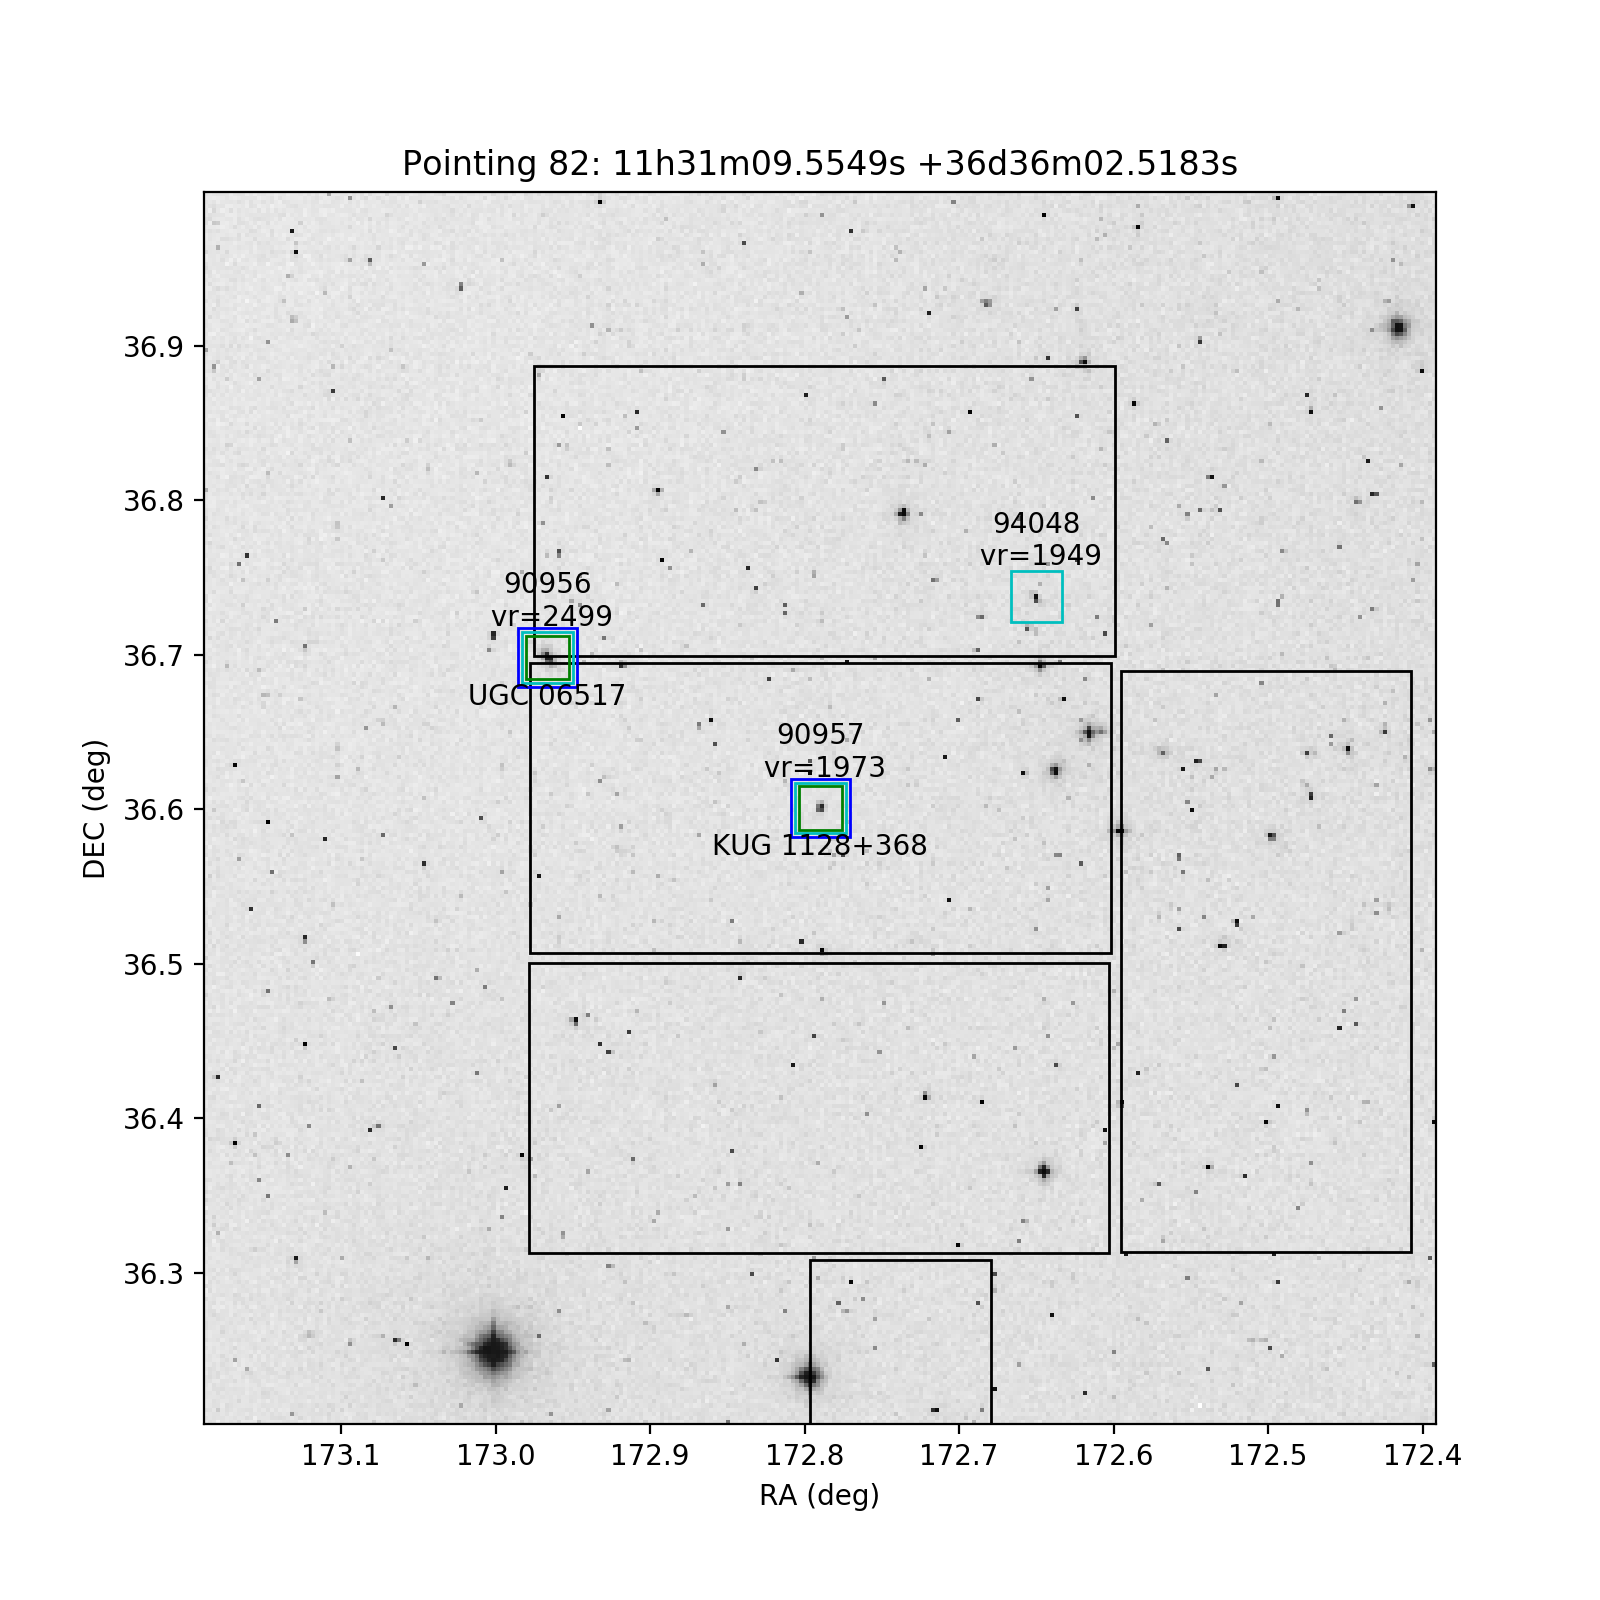 Pointing 82: 11h31m09.5549s +36d36m02.5183s
36.9
36.8
36.7
36.6
36.5
36.4
36.3
DEC (deg)
94048
vr=1949
90956
vr=2499
UGC 06517
90957
vr=1973
KUG 1128+368
173.1 173.0 172.9 172.8 172.7 172.6 172.5 172.4
RA (deg)